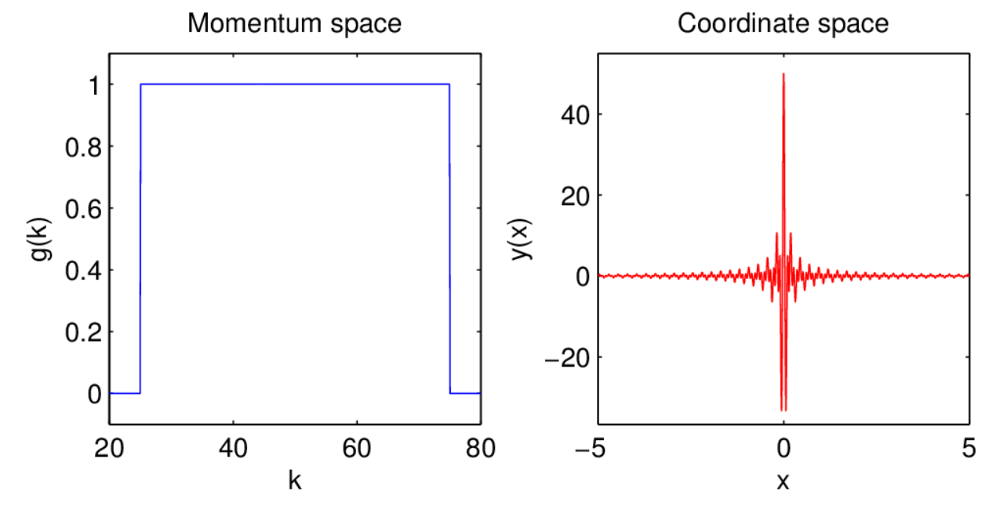 Momentum space
1
0.8
0.6
0.4
0.2
0
g(k)
20 40 60 80
k
Coordinate space
40
20
0
−20
y(x)
−5 0 5
x